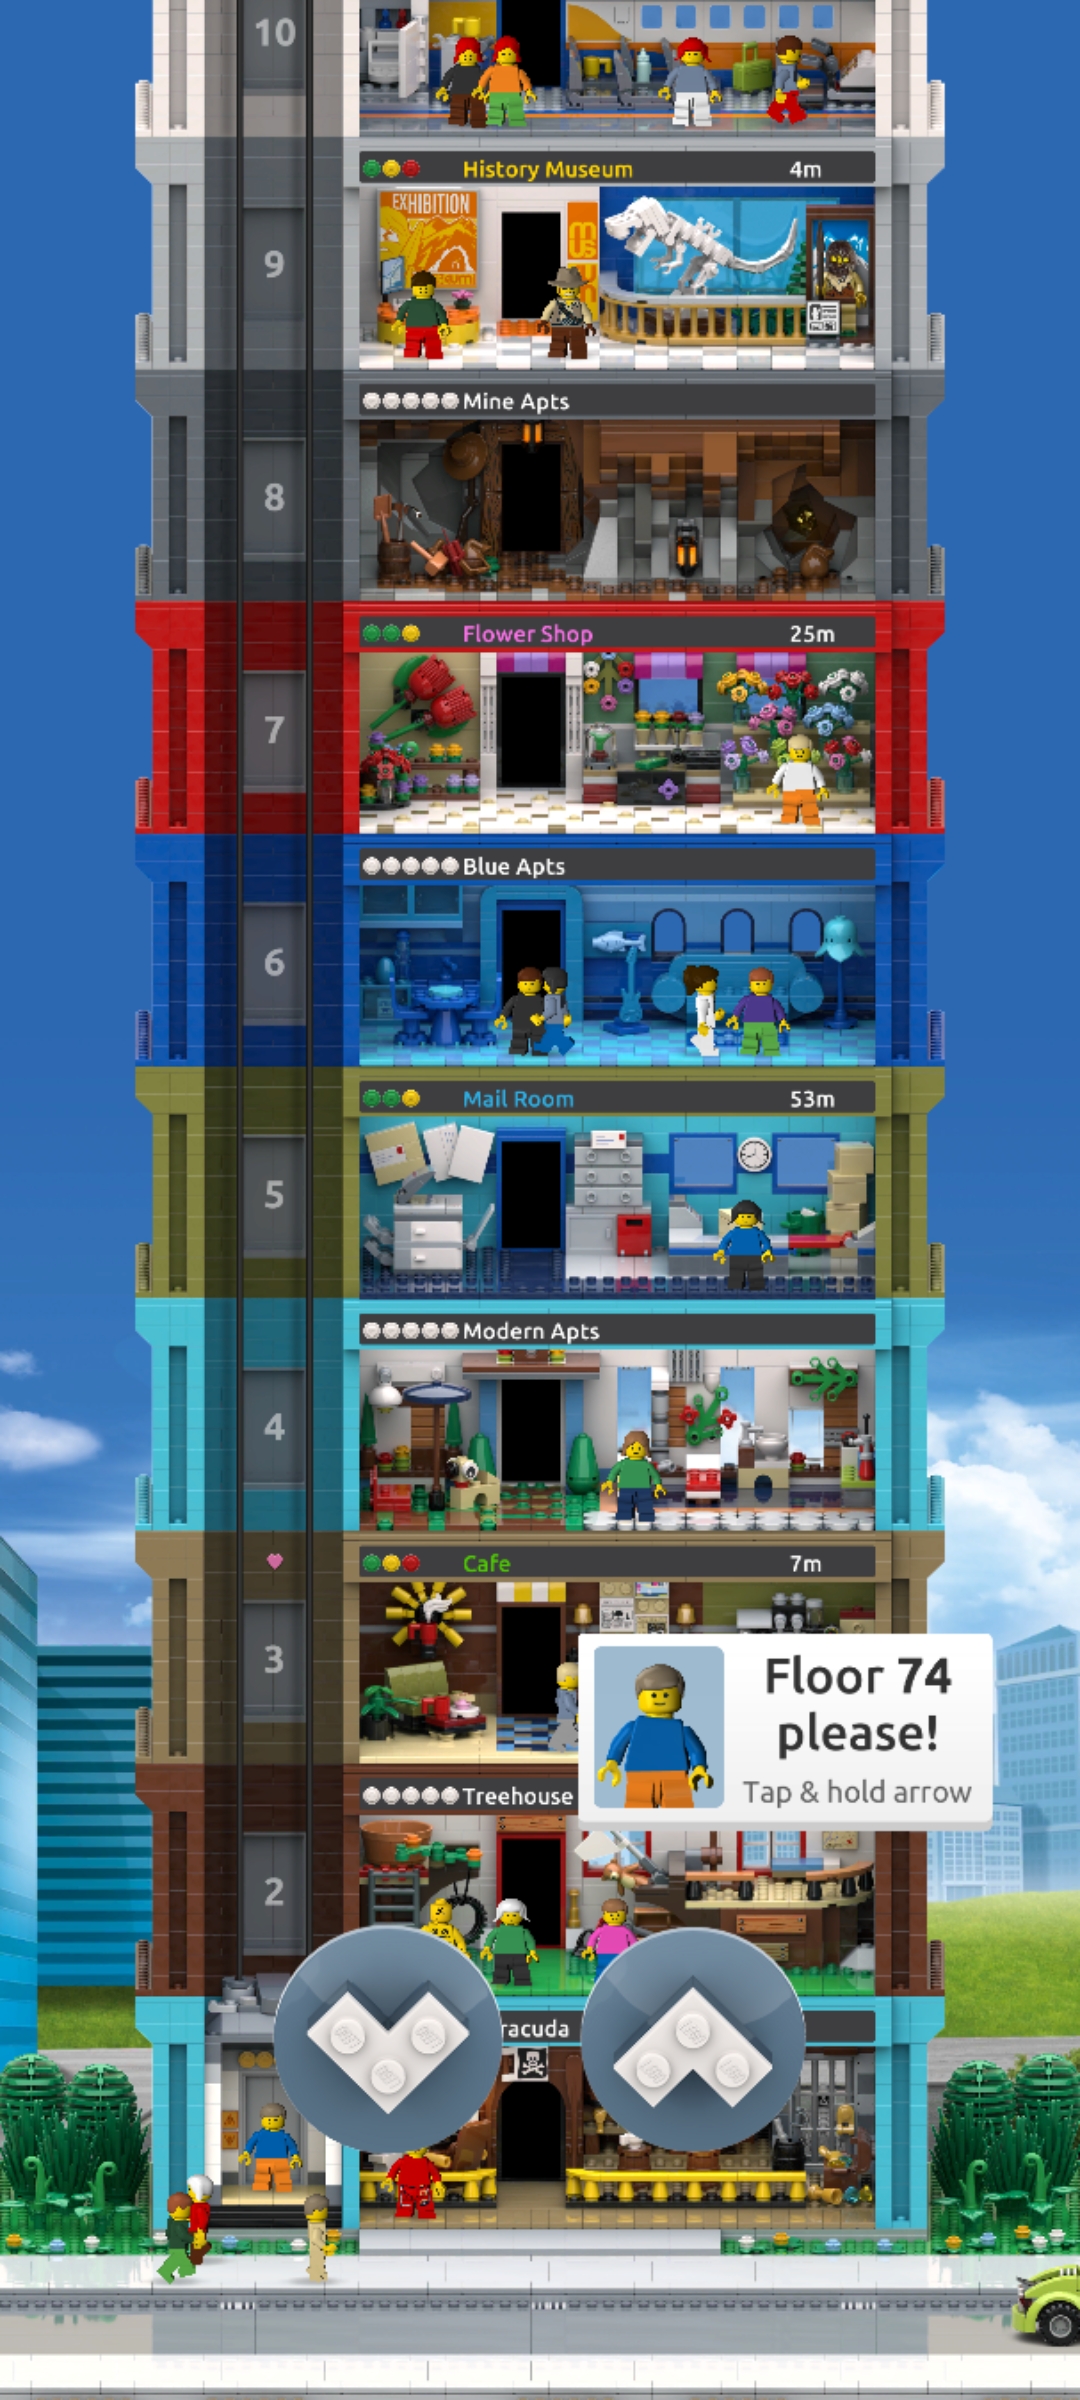 10
History Museum 4m
EXHIBITION
9
Mine Apts
8
Flower Shop 25m
7
Blue Apts
6
Mail Room 53m
5
Modern Apts
4
Cafe 7m
3
Floor 74
please!
Tap & hold arrow
Treehouse
2
racuda